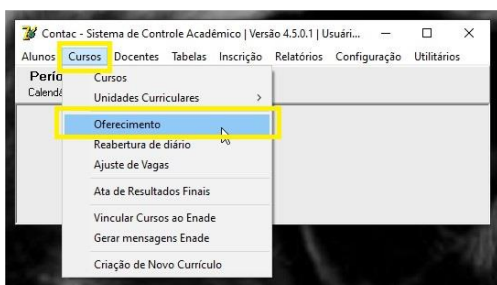 Contac - Sistema de Controle Acadêmico | Versão 4.5.0.1 | Usuári...
Alunos Cursos Docentes Tabelas Inscrição Relatórios Configuração Utilitários
Perío
Calendá
Cursos
Unidades Curriculares
Oferecimento
Reabertura de diário
Ajuste de Vagas
Ata de Resultados Finais
Vincular Cursos ao Enade
Gerar mensagens Enade
Criação de Novo Currículo